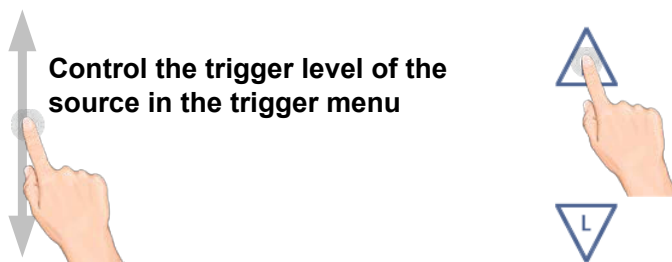 Control the trigger level of the
source in the trigger menu
L